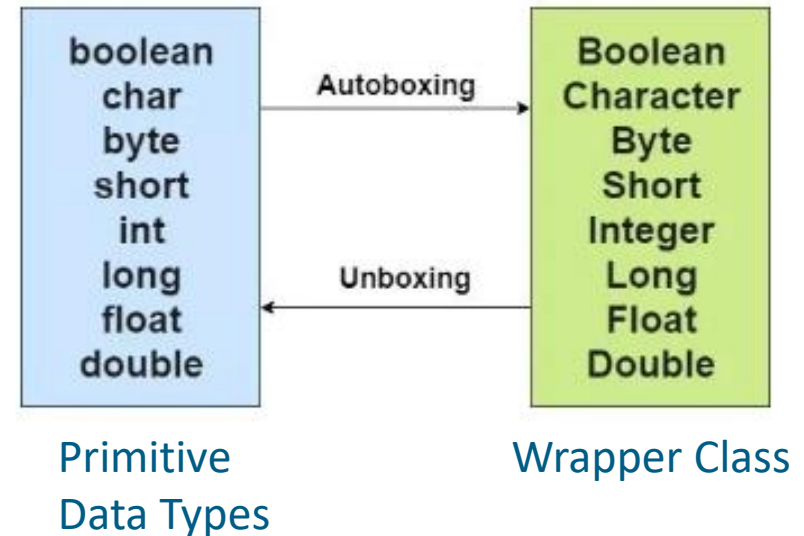 boolean
char
byte
short
int
long
float
double
Autoboxing
Unboxing
Boolean
Character
Byte
Short
Integer
Long
Float
Double
Primitive
Data Types
Wrapper Class